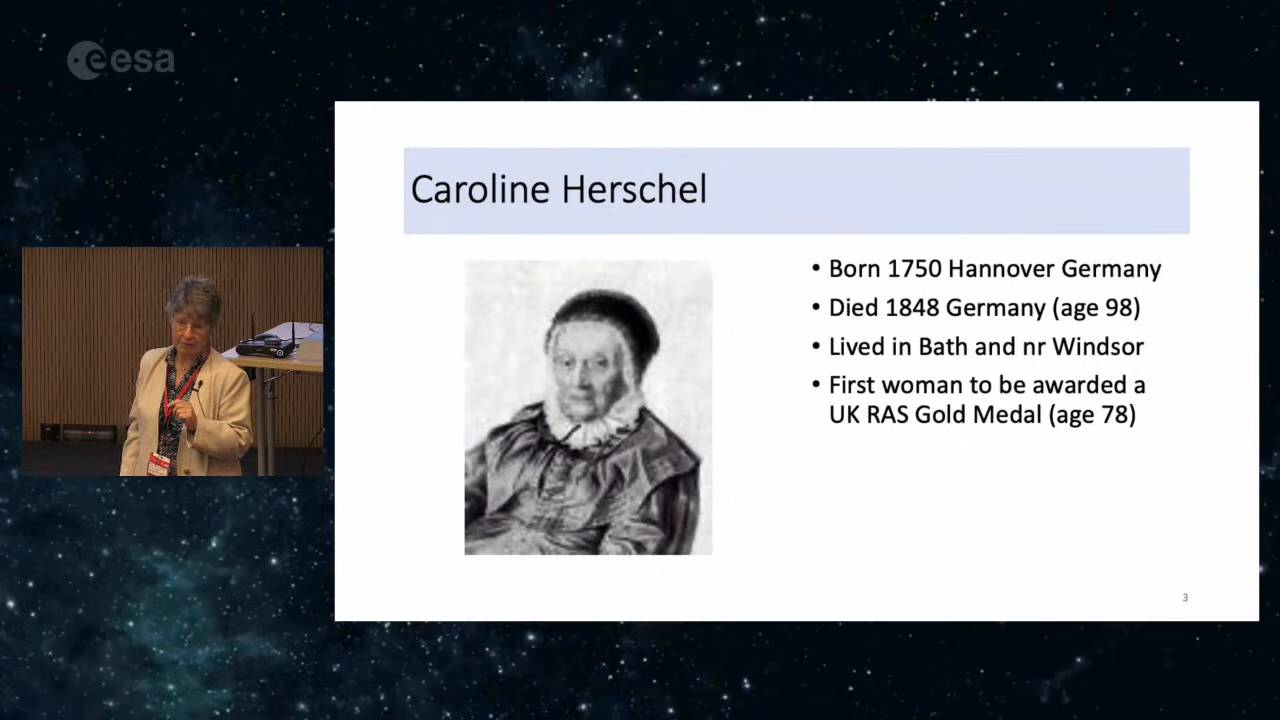 esa
Caroline Herschel
• Born 1750 Hannover Germany
• Died 1848 Germany (age 98)
• Lived in Bath and nr Windsor
• First woman to be awarded a
UK RAS Gold Medal (age 78)
3